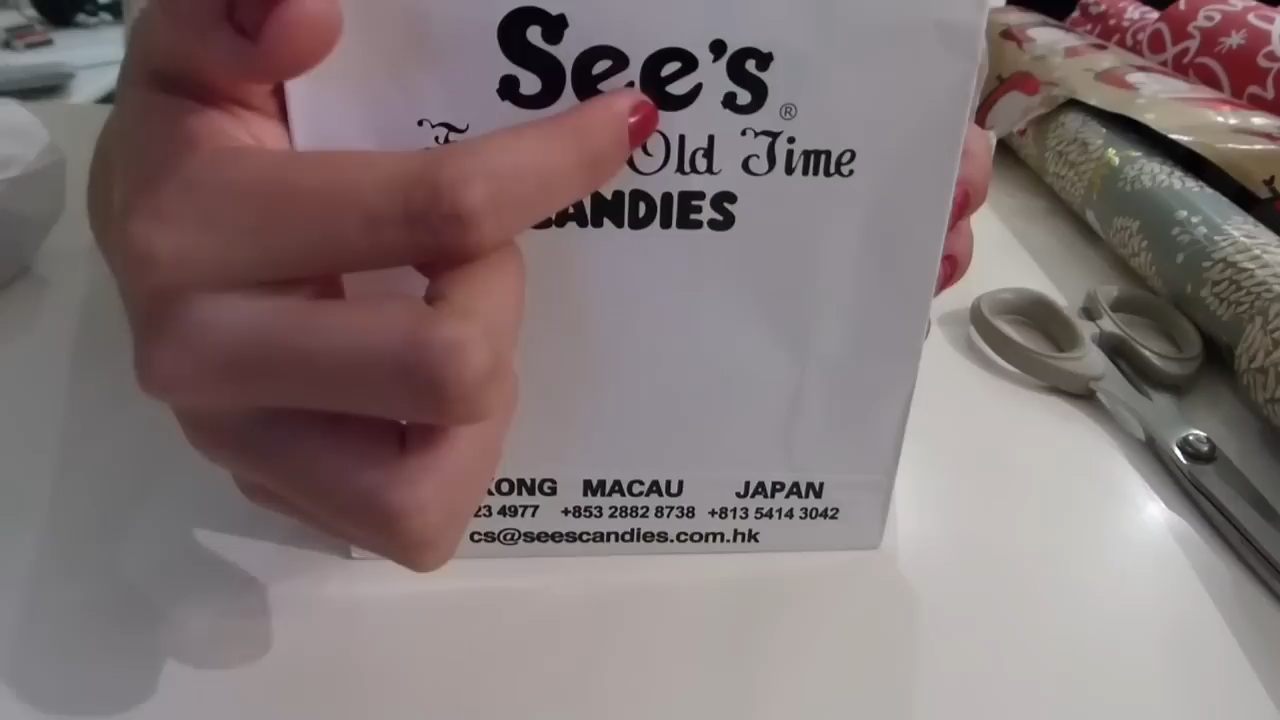 See's®
Old Time
CANDIES
KONG MACAU JAPAN
23 4977 +853 2882 8738 +813 5414 3042
cs@seescandies.com.hk